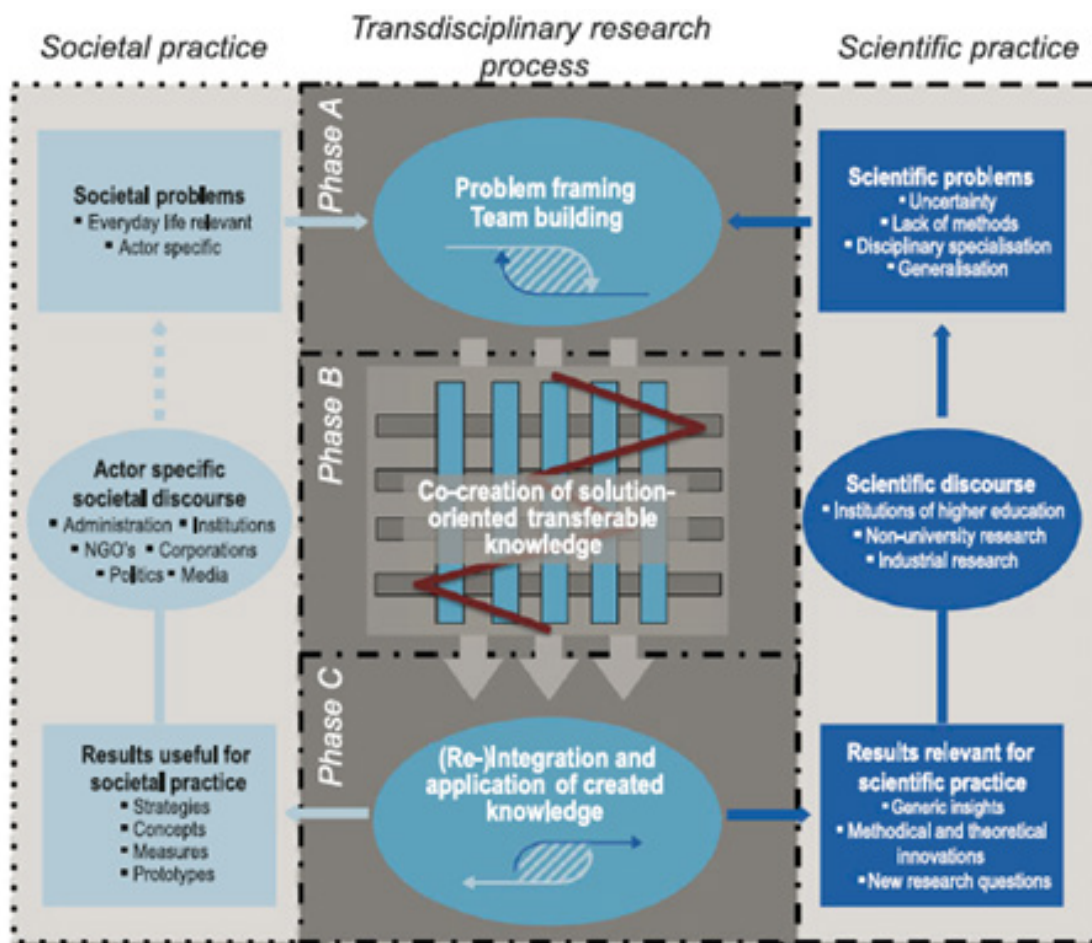 Societal practice
Transdisciplinary research
process
Scientific practice
Phase A
Societal problems
▪ Everyday life relevant
▪ Actor specific
Problem framing
Team building
Scientific problems
▪ Uncertainty
▪ Lack of methods
▪ Disciplinary specialisation
▪ Generalisation
Phase B
Actor specific
societal discourse
▪ Administration ▪ Institutions
▪ NGO's ▪ Corporations
▪ Politics ▪ Media
Co-creation of solution-
oriented transferable
knowledge
Scientific discourse
▪ Institutions of higher education
▪ Non-university research
▪ Industrial research
Phase C
Results useful for
societal practice
▪ Strategies
▪ Concepts
▪ Measures
▪ Prototypes
(Re-)Integration and
application of created
knowledge
Results relevant for
scientific practice
▪ Generic insights
▪ Methodical and theoretical
innovations
▪ New research questions